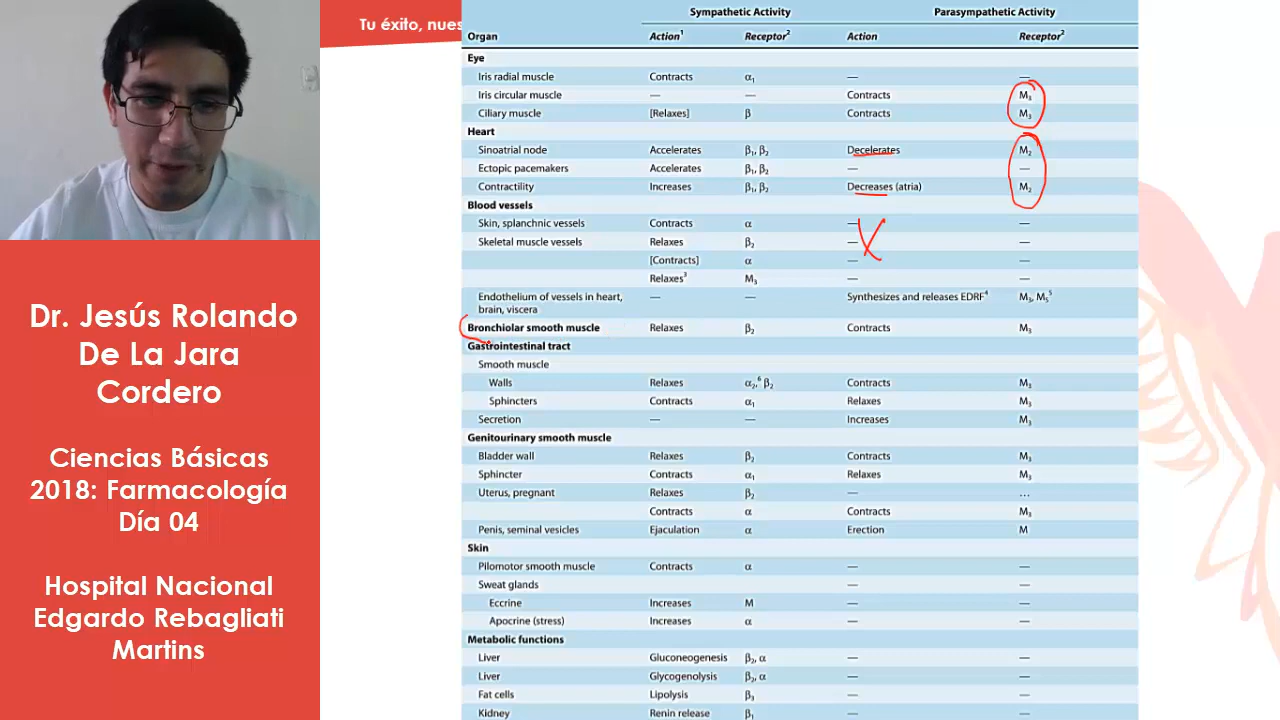 Tu éxito, nues
Sympathetic Activity Parasympathetic Activity
Organ Action1 Receptor2 Action Receptor2
Eye
Iris radial muscle Contracts α1 — —
Iris circular muscle — — Contracts M3
Ciliary muscle [Relaxes] β Contracts M3
Heart
Sinoatrial node Accelerates β1, β2 Decelerates M2
Ectopic pacemakers Accelerates β1, β2 — —
Contractility Increases β1, β2 Decreases (atria) M2
Blood vessels
Skin, splanchnic vessels Contracts α — —
Skeletal muscle vessels Relaxes β2 — —
[Contracts] α — —
Relaxes3 M3 — —
Endothelium of vessels in heart, — — Synthesizes and releases EDRF4 M3, M55
brain, viscera
Bronchiolar smooth muscle Relaxes β2 Contracts M3
Gastrointestinal tract
Smooth muscle
Walls Relaxes α2,6 β2 Contracts M3
Sphincters Contracts α1 Relaxes M3
Secretion — — Increases M3
Genitourinary smooth muscle
Bladder wall Relaxes β2 Contracts M3
Sphincter Contracts α1 Relaxes M3
Uterus, pregnant Relaxes β2 — ...
Contracts α Contracts M3
Penis, seminal vesicles Ejaculation α Erection M
Skin
Pilomotor smooth muscle Contracts α — —
Sweat glands — —
Eccrine Increases M — —
Apocrine (stress) Increases α — —
Metabolic functions
Liver Gluconeogenesis β2, α — —
Liver Glycogenolysis β2, α — —
Fat cells Lipolysis β3 — —
Kidney Renin release β1 — —
Dr. Jesús Rolando
De La Jara
Cordero
Ciencias Básicas
2018: Farmacología
Día 04
Hospital Nacional
Edgardo Rebagliati
Martins